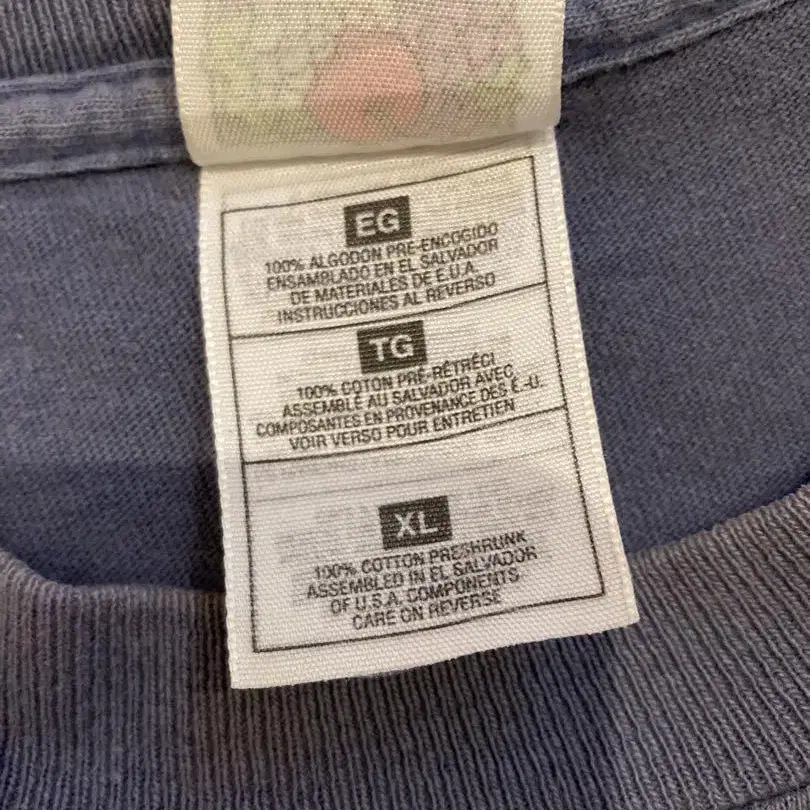 EG
100% ALGODON PRE-ENCOGIDO
ENSAMBLADO EN EL SALVADOR
DE MATERIALES DE E.U.A.
INSTRUCCIONES AL REVERSO
TG
100% COTON PRÉ-RÉTRÉCI
ASSEMBLÉ AU SALVADOR AVEC
COMPOSANTES EN PROVENANCE DES É.-U.
VOIR VERSO POUR ENTRETIEN
XL
100% COTTON PRESHRUNK
ASSEMBLED IN EL SALVADOR
OF U.S.A. COMPONENTS
CARE ON REVERSE